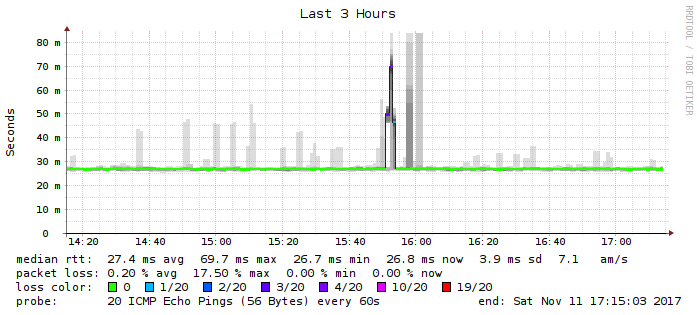 Last 3 Hours
RRDTOOL / TOBI OETIKER
Seconds
80 m
70 m
60 m
50 m
40 m
30 m
20 m
10 m
0
14:20 14:40 15:00 15:20 15:40 16:00 16:20 16:40 17:00
median rtt: 27.4 ms avg 69.7 ms max 26.7 ms min 26.8 ms now 3.9 ms sd 7.1 am/s
packet loss: 0.20 % avg 17.50 % max 0.00 % min 0.00 % now
loss color: 0 1/20 2/20 3/20 4/20 10/20 19/20
probe: 20 ICMP Echo Pings (56 Bytes) every 60s end: Sat Nov 11 17:15:03 2017